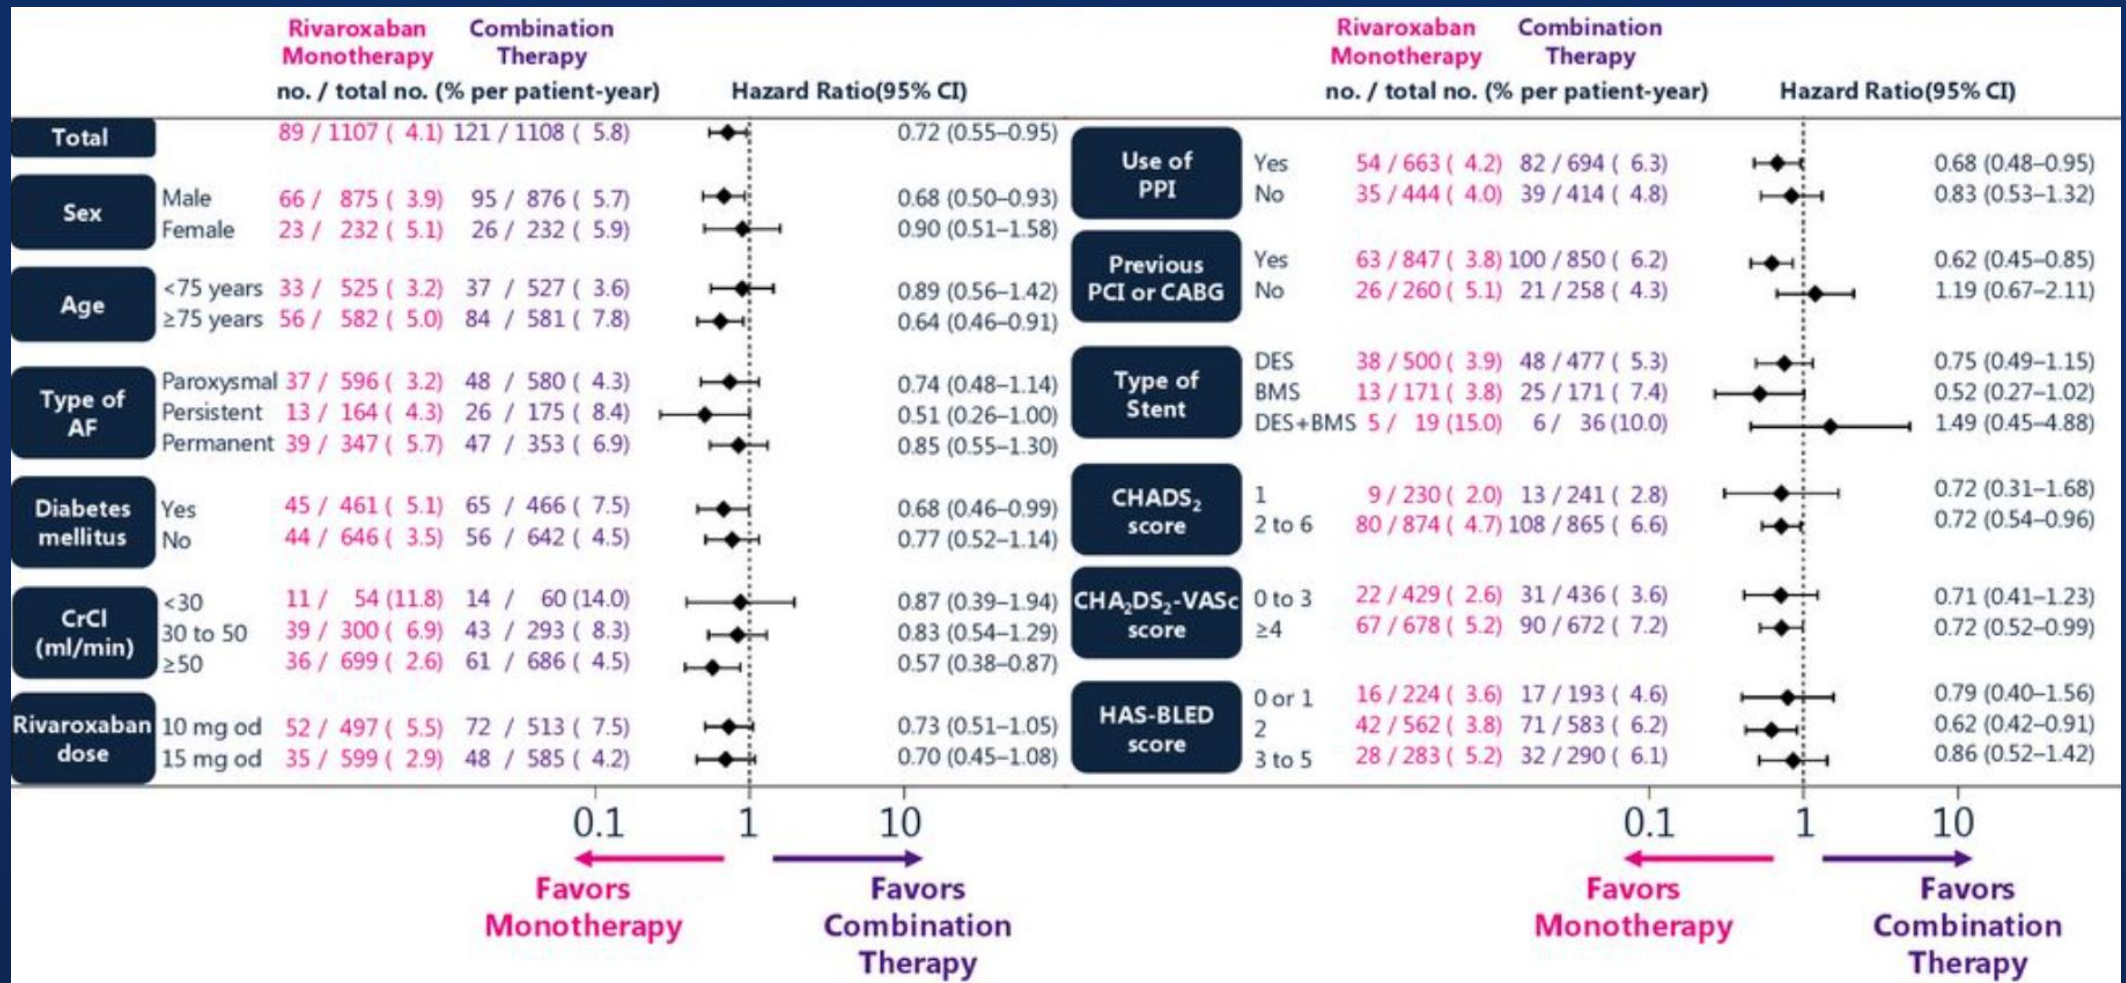 Rivaroxaban Monotherapy Combination Therapy
no. / total no. (% per patient-year) Hazard Ratio(95% CI)
Total 89 / 1107 ( 4.1) 121 / 1108 ( 5.8) 0.72 (0.55–0.95)
Sex
Male 66 / 875 ( 3.9) 95 / 876 ( 5.7) 0.68 (0.50–0.93)
Female 23 / 232 ( 5.1) 26 / 232 ( 5.9) 0.90 (0.51–1.58)
Age
<75 years 33 / 525 ( 3.2) 37 / 527 ( 3.6) 0.89 (0.56–1.42)
≥75 years 56 / 582 ( 5.0) 84 / 581 ( 7.8) 0.64 (0.46–0.91)
Type of AF
Paroxysmal 37 / 596 ( 3.2) 48 / 580 ( 4.3) 0.74 (0.48–1.14)
Persistent 13 / 164 ( 4.3) 26 / 175 ( 8.4) 0.51 (0.26–1.00)
Permanent 39 / 347 ( 5.7) 47 / 353 ( 6.9) 0.85 (0.55–1.30)
Diabetes mellitus
Yes 45 / 461 ( 5.1) 65 / 466 ( 7.5) 0.68 (0.46–0.99)
No 44 / 646 ( 3.5) 56 / 642 ( 4.5) 0.77 (0.52–1.14)
CrCl (ml/min)
<30 11 / 54 (11.8) 14 / 60 (14.0) 0.87 (0.39–1.94)
30 to 50 39 / 300 ( 6.9) 43 / 293 ( 8.3) 0.83 (0.54–1.29)
≥50 36 / 699 ( 2.6) 61 / 686 ( 4.5) 0.57 (0.38–0.87)
Rivaroxaban dose
10 mg od 52 / 497 ( 5.5) 72 / 513 ( 7.5) 0.73 (0.51–1.05)
15 mg od 35 / 599 ( 2.9) 48 / 585 ( 4.2) 0.70 (0.45–1.08)
0.1 1 10
Favors Monotherapy
Favors Combination Therapy
Rivaroxaban Monotherapy Combination Therapy
no. / total no. (% per patient-year) Hazard Ratio(95% CI)
Use of PPI
Yes 54 / 663 ( 4.2) 82 / 694 ( 6.3) 0.68 (0.48–0.95)
No 35 / 444 ( 4.0) 39 / 414 ( 4.8) 0.83 (0.53–1.32)
Previous PCI or CABG
Yes 63 / 847 ( 3.8) 100 / 850 ( 6.2) 0.62 (0.45–0.85)
No 26 / 260 ( 5.1) 21 / 258 ( 4.3) 1.19 (0.67–2.11)
Type of Stent
DES 38 / 500 ( 3.9) 48 / 477 ( 5.3) 0.75 (0.49–1.15)
BMS 13 / 171 ( 3.8) 25 / 171 ( 7.4) 0.52 (0.27–1.02)
DES+BMS 5 / 19 (15.0) 6 / 36 (10.0) 1.49 (0.45–4.88)
CHADS₂ score
1 9 / 230 ( 2.0) 13 / 241 ( 2.8) 0.72 (0.31–1.68)
2 to 6 80 / 874 ( 4.7) 108 / 865 ( 6.6) 0.72 (0.54–0.96)
CHA₂DS₂-VASc score
0 to 3 22 / 429 ( 2.6) 31 / 436 ( 3.6) 0.71 (0.41–1.23)
≥4 67 / 678 ( 5.2) 90 / 672 ( 7.2) 0.72 (0.52–0.99)
HAS-BLED score
0 or 1 16 / 224 ( 3.6) 17 / 193 ( 4.6) 0.79 (0.40–1.56)
2 42 / 562 ( 3.8) 71 / 583 ( 6.2) 0.62 (0.42–0.91)
3 to 5 28 / 283 ( 5.2) 32 / 290 ( 6.1) 0.86 (0.52–1.42)
0.1 1 10
Favors Monotherapy
Favors Combination Therapy